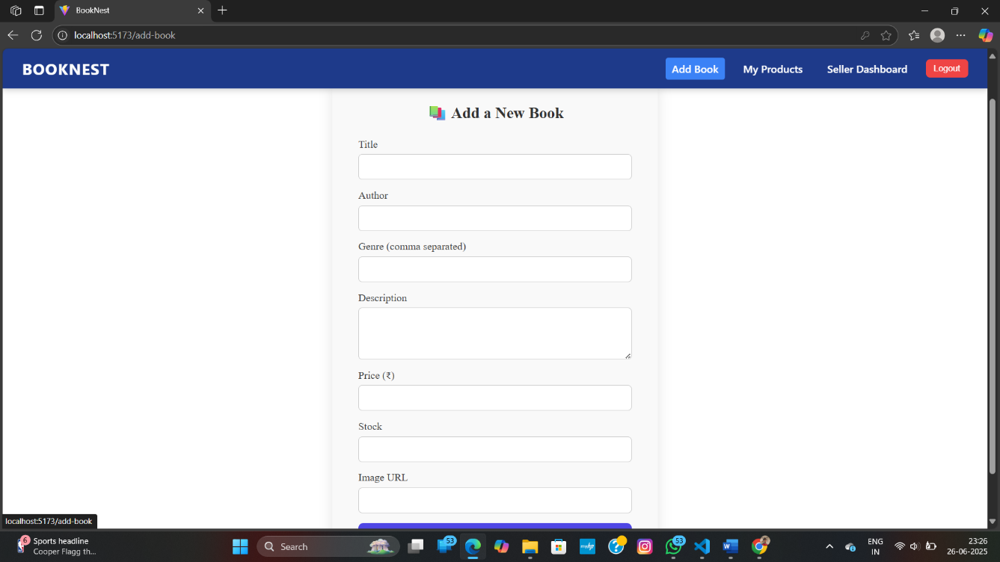 BookNest
localhost:5173/add-book
BOOKNEST
Add Book
My Products
Seller Dashboard
Logout
Add a New Book
Title
Author
Genre (comma separated)
Description
Price (₹)
Stock
Image URL
localhost:5173/add-book
6
Sports headline
Cooper Flagg th...
Search
53
myhp
?
53
W
ENG
IN
23:26
26-06-2025